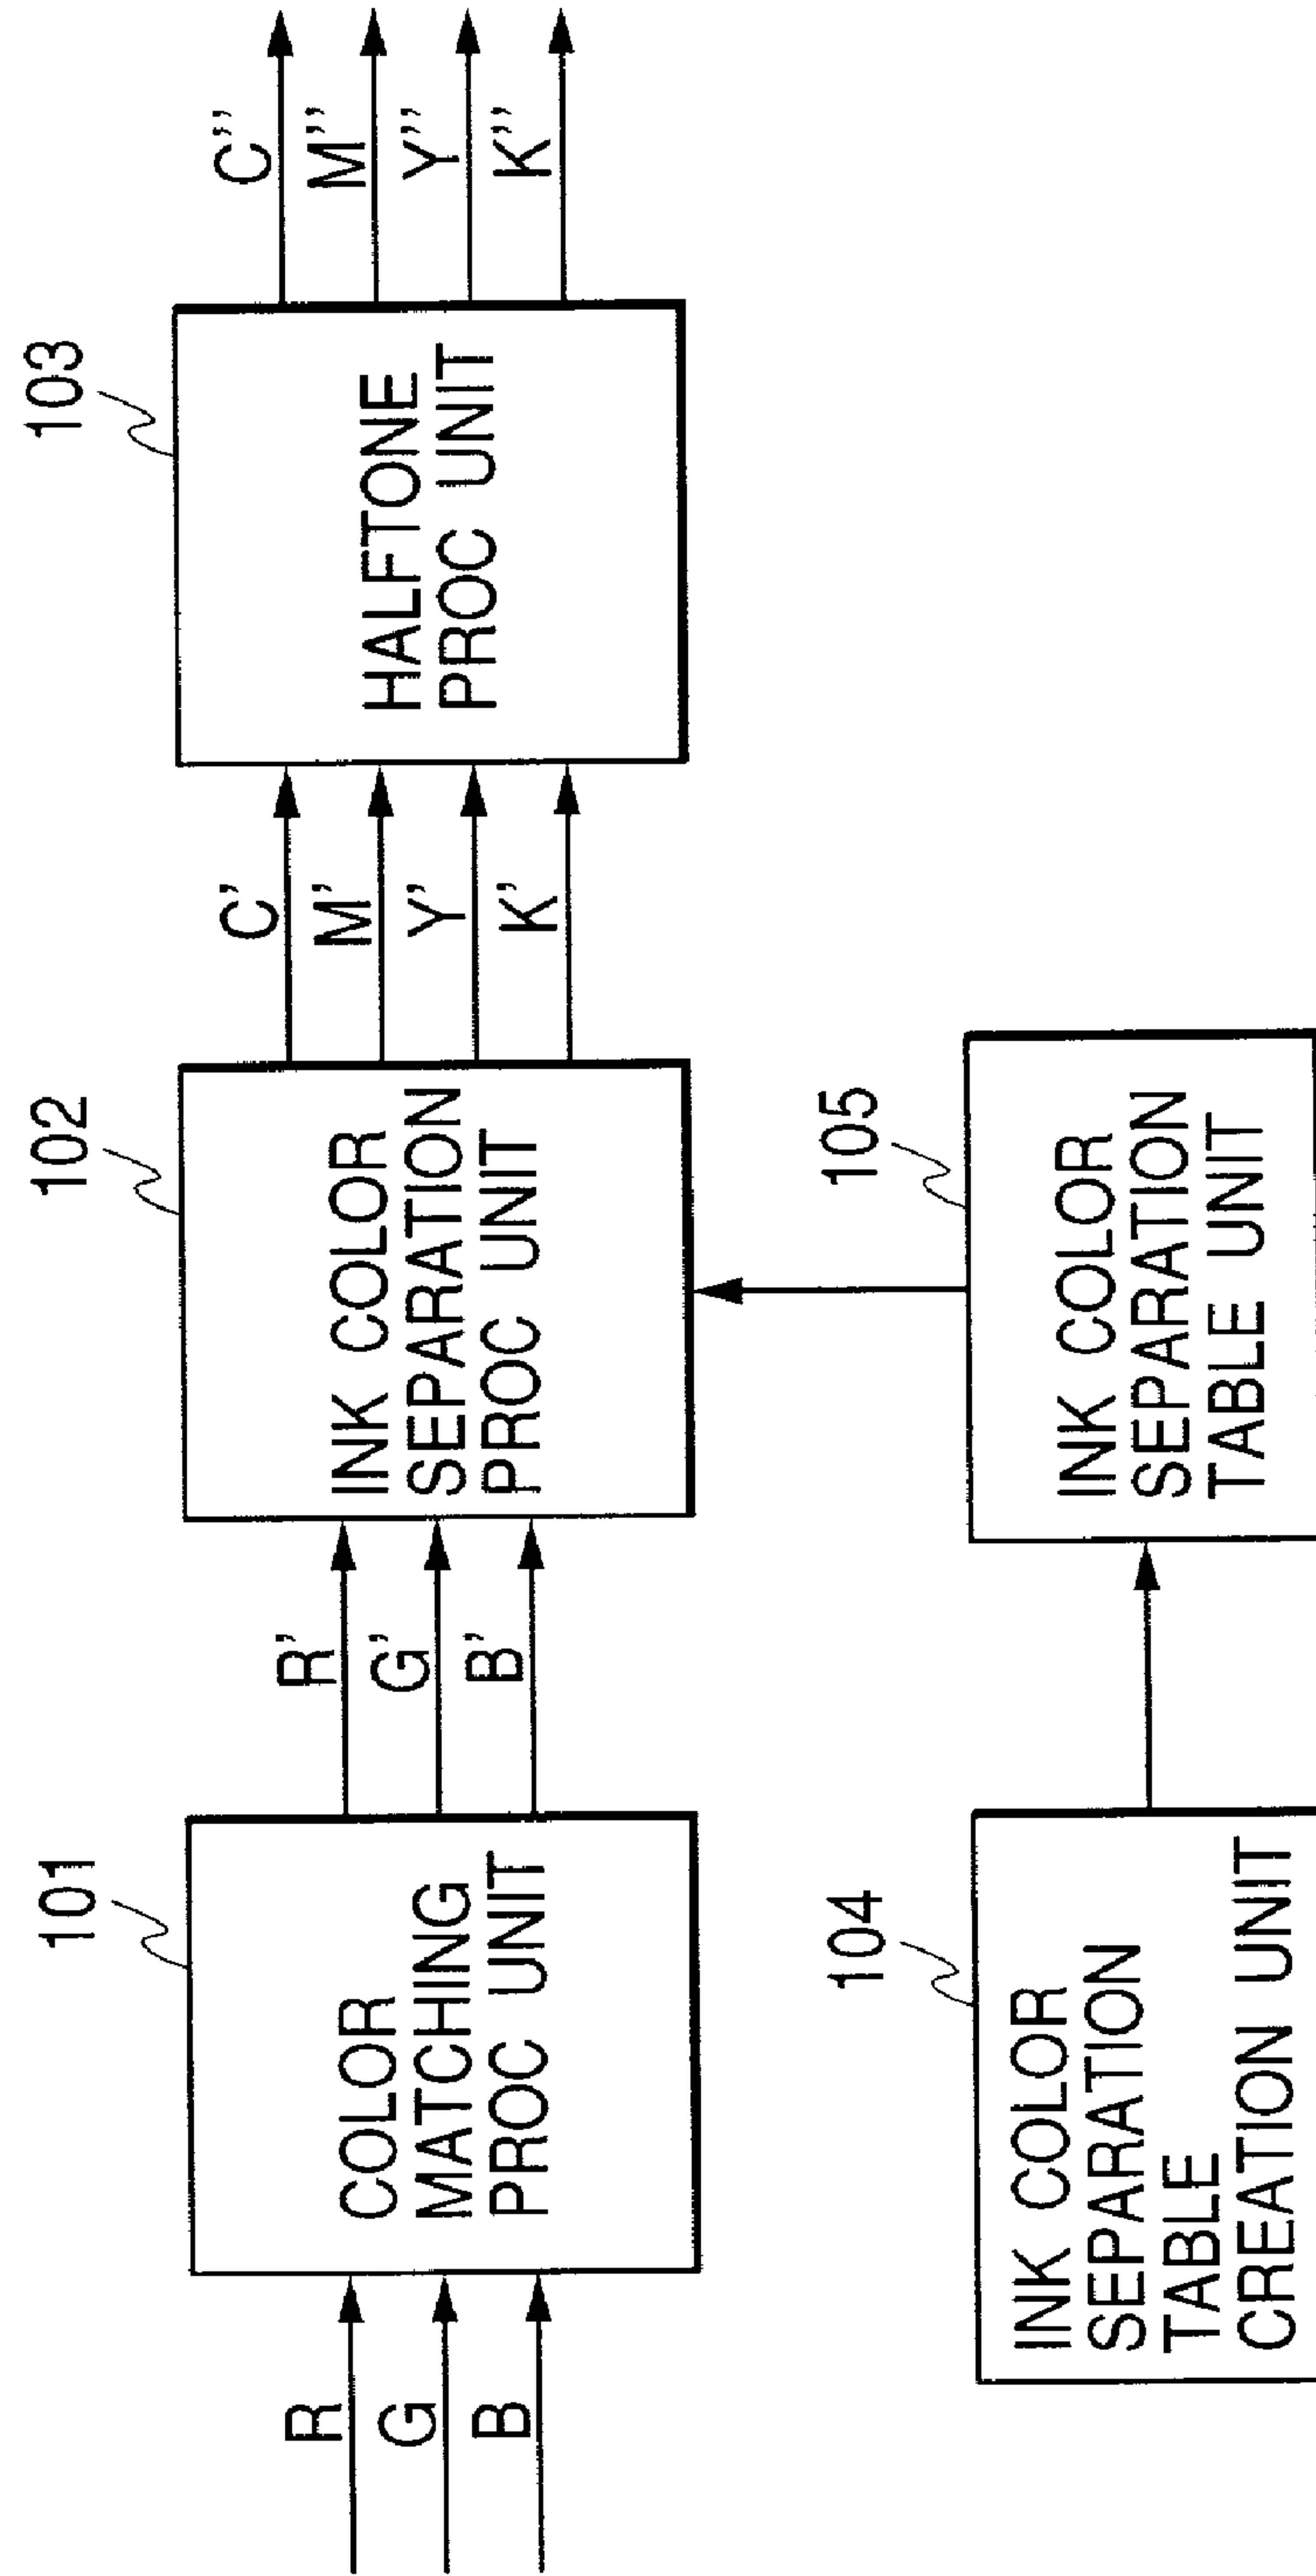 101
R
G
B
COLOR
MATCHING
PROC UNIT
R'
G'
B'
102
INK COLOR
SEPARATION
PROC UNIT
C'
M'
Y'
K'
103
HALFTONE
PROC UNIT
C''
M''
Y''
K''
104
INK COLOR
SEPARATION
TABLE
CREATION UNIT
105
INK COLOR
SEPARATION
TABLE UNIT